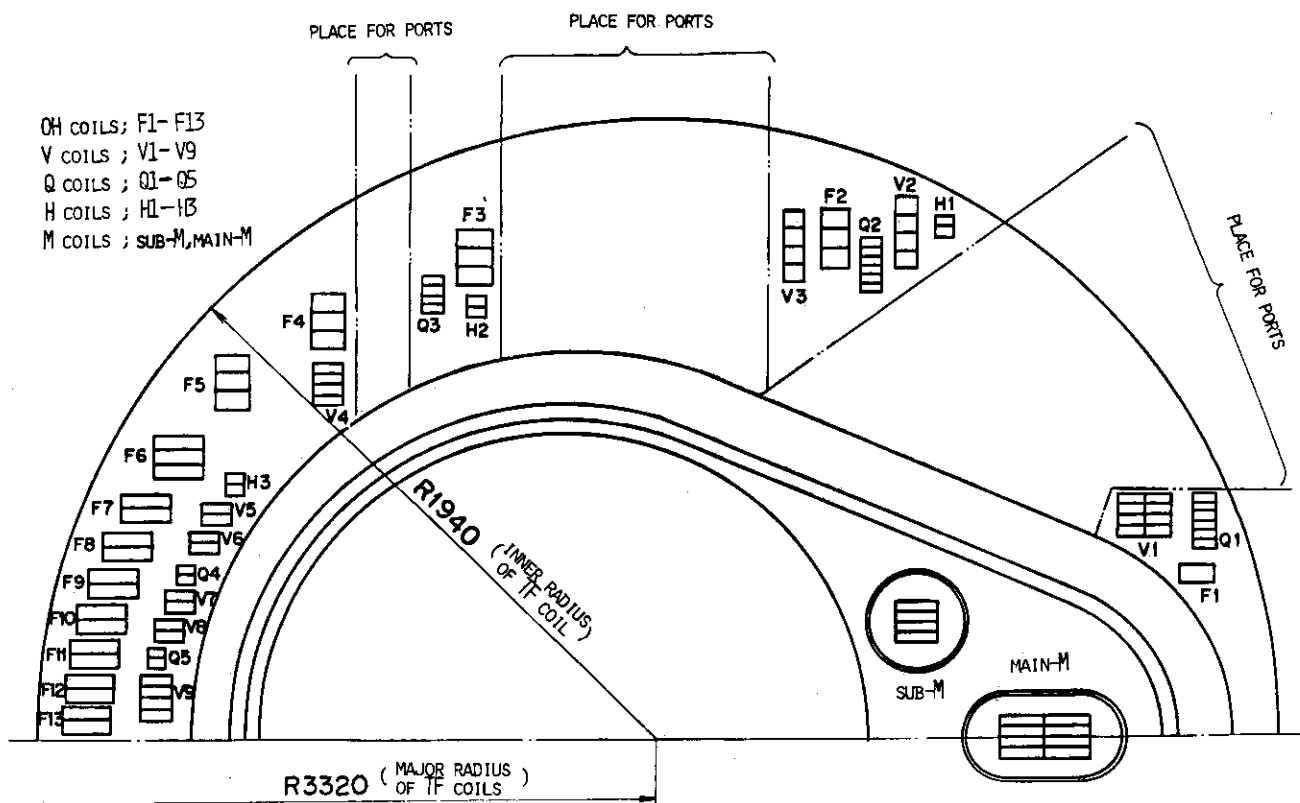 PLACE FOR PORTS
PLACE FOR PORTS
OH COILS; F1-F13
V COILS ; V1-V9
Q COILS ; Q1-Q5
H COILS ; H1-H3
M COILS ; SUB-M,MAIN-M
PLACE FOR PORTS
F3
F2
V2
H1
Q2
V3
Q3
H2
F4
F5
V4
F6
H3
F7
V5
F8
V6
F9
Q4
F10
V7
V8
F11
Q5
F12
V9
F13
V1
Q1
F1
R1940 (INNER RADIUS
OF TF COIL)
SUB-M
MAIN-M
R3320 (MAJOR RADIUS
OF TF COILS)